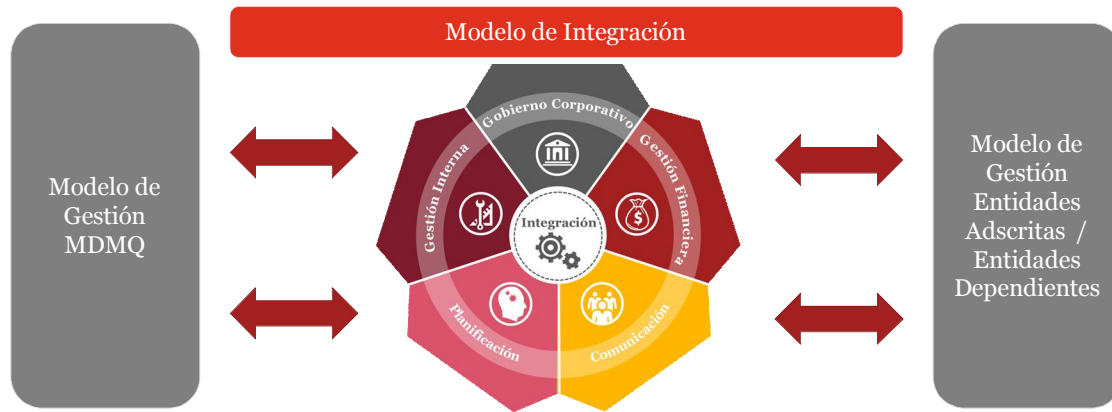 Modelo de Integración
Modelo de
Gestión
MDMQ
Gobierno Corporativo
Gestión Interna
Gestión Financiera
Integración
$
Planificación
Comunicación
Modelo de
Gestión
Entidades
Adscritas /
Entidades
Dependientes